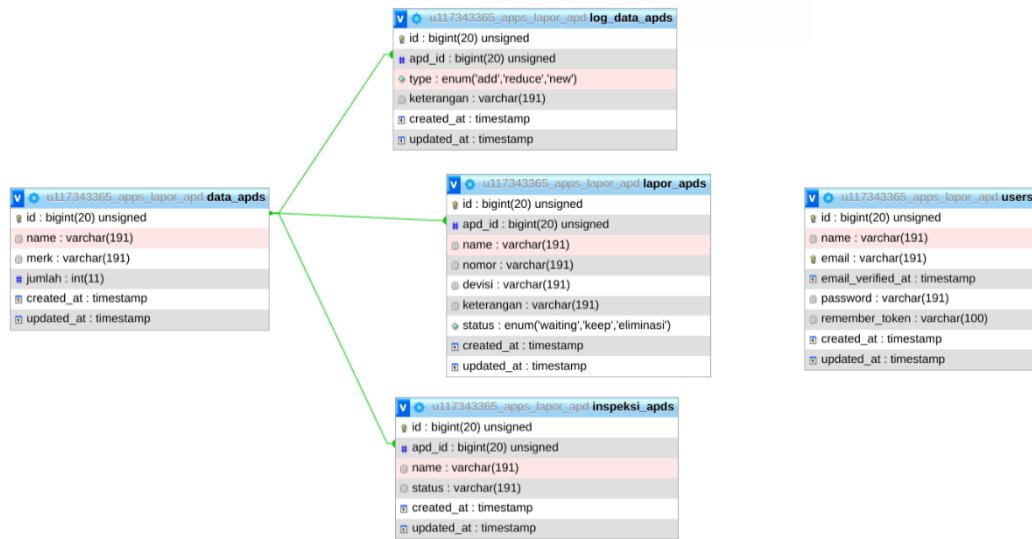 u117343365_apps_lapor_apd log_data_apds
id : bigint(20) unsigned
apd_id : bigint(20) unsigned
type : enum('add','reduce','new')
keterangan : varchar(191)
created_at : timestamp
updated_at : timestamp
u117343365_apps_lapor_apd data_apds
id : bigint(20) unsigned
name : varchar(191)
merk : varchar(191)
jumlah : int(11)
created_at : timestamp
updated_at : timestamp
u117343365_apps_lapor_apd lapor_apds
id : bigint(20) unsigned
apd_id : bigint(20) unsigned
name : varchar(191)
nomor : varchar(191)
devisi : varchar(191)
keterangan : varchar(191)
status : enum('waiting','keep','eliminasi')
created_at : timestamp
updated_at : timestamp
u117343365_apps_lapor_apd users
id : bigint(20) unsigned
name : varchar(191)
email : varchar(191)
email_verified_at : timestamp
password : varchar(191)
remember_token : varchar(100)
created_at : timestamp
updated_at : timestamp
u117343365_apps_lapor_apd inspeksi_apds
id : bigint(20) unsigned
apd_id : bigint(20) unsigned
name : varchar(191)
status : varchar(191)
created_at : timestamp
updated_at : timestamp